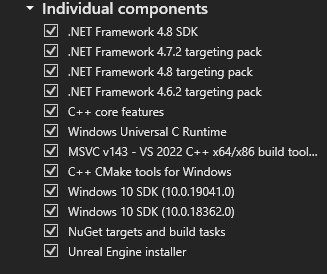 Individual components
.NET Framework 4.8 SDK
.NET Framework 4.7.2 targeting pack
.NET Framework 4.8 targeting pack
.NET Framework 4.6.2 targeting pack
C++ core features
Windows Universal C Runtime
MSVC v143 - VS 2022 C++ x64/x86 build tool...
C++ CMake tools for Windows
Windows 10 SDK (10.0.19041.0)
Windows 10 SDK (10.0.18362.0)
NuGet targets and build tasks
Unreal Engine installer